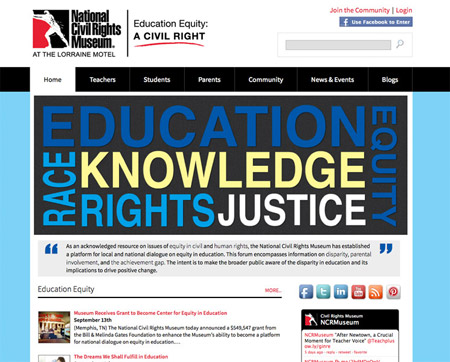 Join the Community | Login
Use Facebook to Enter
National
Civil Rights
Museum®
AT THE LORRAINE MOTEL
Education Equity:
A CIVIL RIGHT
Home Teachers Students Parents Community News & Events Blogs
EDUCATION
EQUITY
RACE
KNOWLEDGE
RIGHTS JUSTICE
As an acknowledged resource on issues of equity in civil and human rights, the National Civil Rights Museum has established
a platform for local and national dialogue on equity in education. This forum encompasses information on disparity, parental
involvement, and the achievement gap. The intent is to make the broader public aware of the disparity in education and its
implications to drive positive change.
Education Equity
MORE..
Museum Receives Grant to Become Center for Equity in Education
September 13th
[Memphis, TN] The National Civil Rights Museum today announced a $549,547 grant from
the Bill & Melinda Gates Foundation to enhance the Museum's ability to become a platform
for national dialogue on equity in education...
The Dreams We Shall Fulfill in Education
Civil Rights Museum
NCRMuseum
NCRMuseum "After Newtown, a Crucial
Moment for Teacher Voice"
5 days ago · reply · retweet · favorite